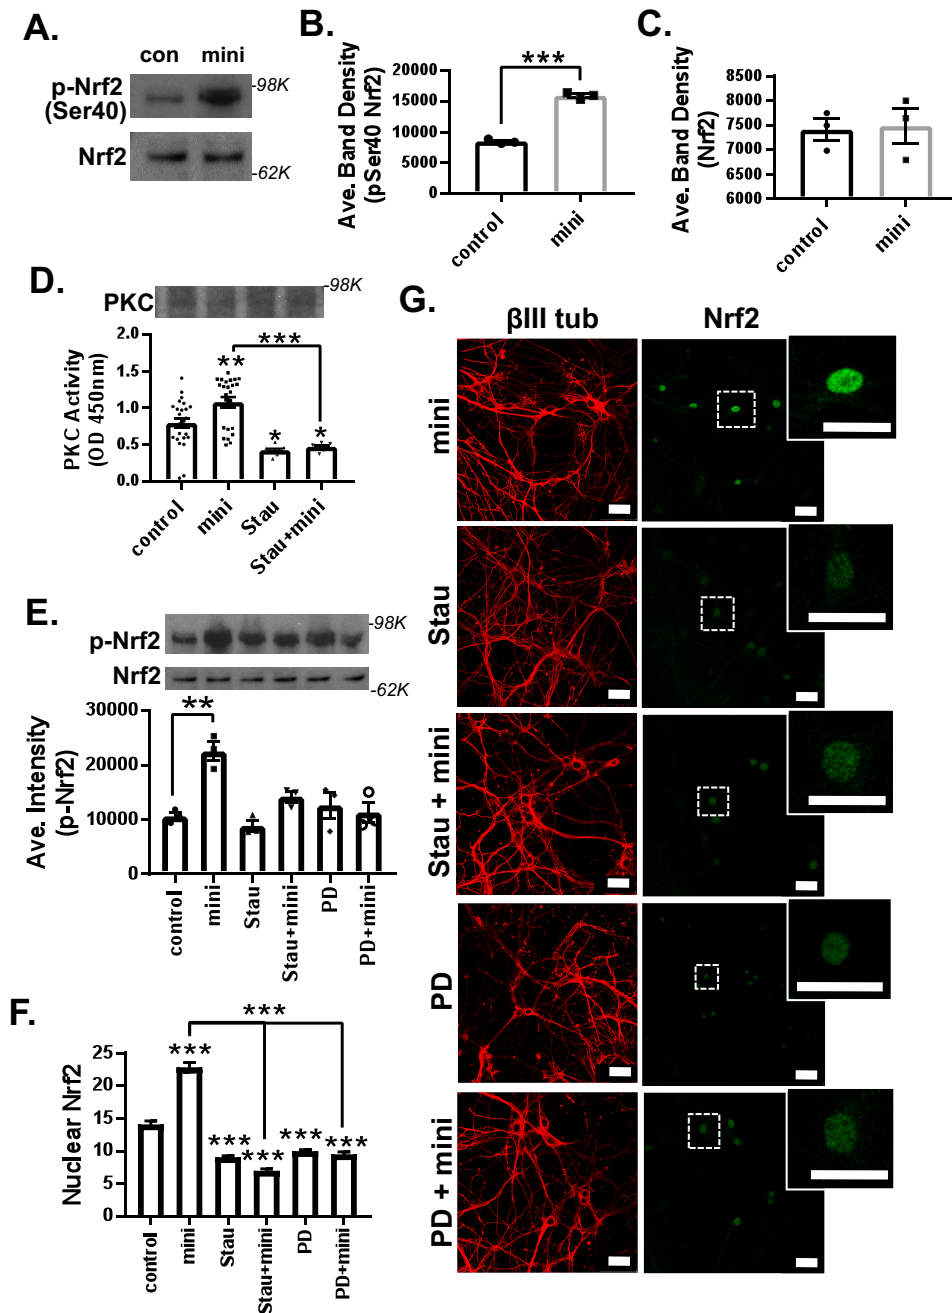 A.
con mini
p-Nrf2
(Ser40)
-98K
Nrf2
-62K
B.
Ave. Band Density
(pSer40 Nrf2)
20000
15000
10000
5000
0
***
control
mini
C.
Ave. Band Density
(Nrf2)
8500
8000
7500
7000
6500
6000
control
mini
D.
PKC
-98K
PKC Activity
(OD 450nm)
2.0
1.5
1.0
0.5
0.0
**
***
*
*
control
mini
Stau
Stau+mini
E.
p-Nrf2
-98K
Nrf2
-62K
Ave. Intensity
(p-Nrf2)
30000
20000
10000
0
**
control
mini
Stau
Stau+mini
PD
PD+mini
F.
Nuclear Nrf2
25
20
15
10
5
0
***
***
***
***
***
***
control
mini
Stau
Stau+mini
PD
PD+mini
G.
βIII tub Nrf2
mini
Stau
Stau + mini
PD
PD + mini